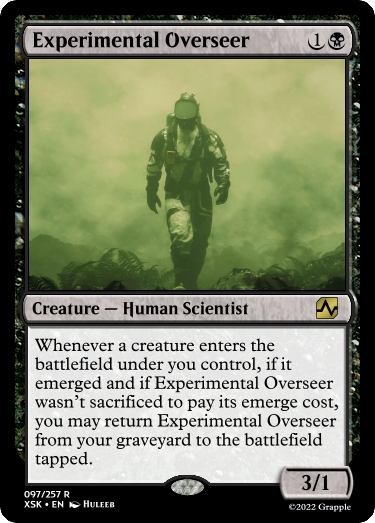 Experimental Overseer 1
Creature — Human Scientist
Whenever a creature enters the
battlefield under you control, if it
emerged and if Experimental Overseer
wasn't sacrificed to pay its emerge cost,
you may return Experimental Overseer
from your graveyard to the battlefield
tapped.
3/1
097/257 R
XSK • EN Huleeb
©2022 Grapple